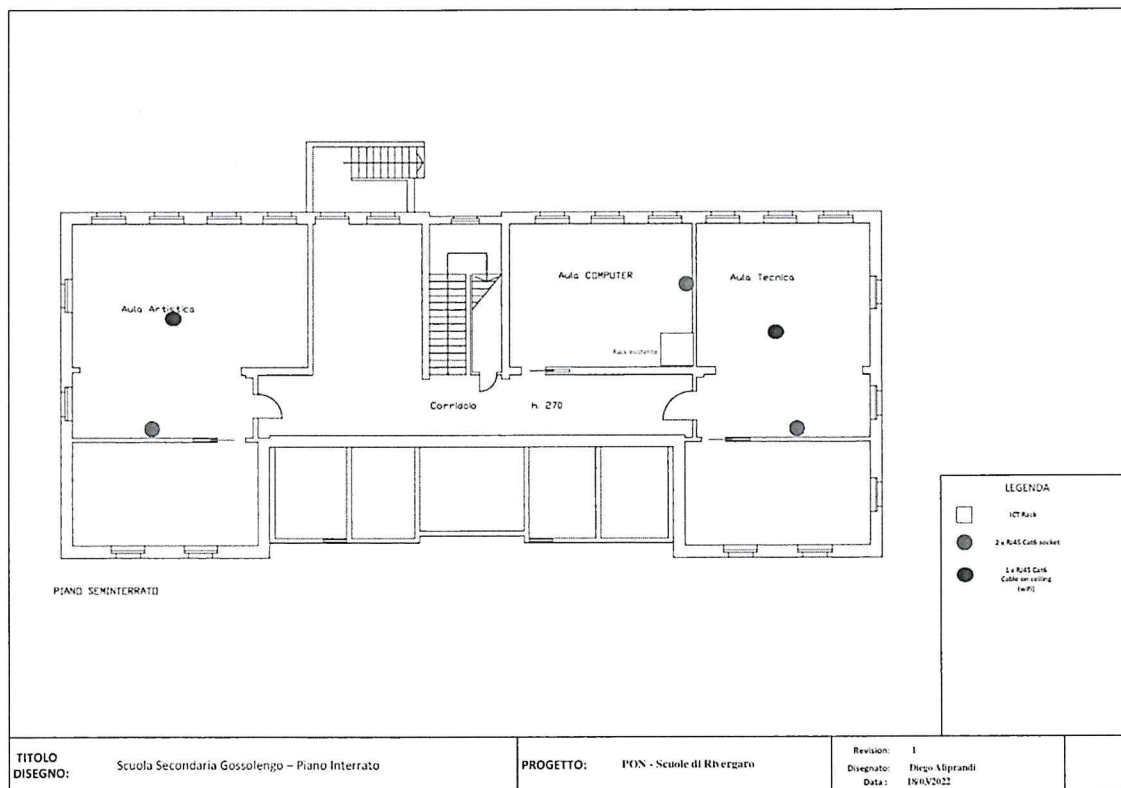 Aula Artistica
Aula COMPUTER
Aula Tecnica
Rack esistente
Corridoio h. 270
PIANO SEMINTERRATO
LEGENDA
ICT Rack
2 x RJ45 Cat6 socket
1 x RJ45 Cat6
Cable on ceiling
(wifi)
TITOLO
DISEGNO:
Scuola Secondaria Gossolengo – Piano Interrato
PROGETTO:
PON - Scuole di Rivergaro
Revision: 1
Disegnato: Diego Aliprandi
Data : 18/03/2022